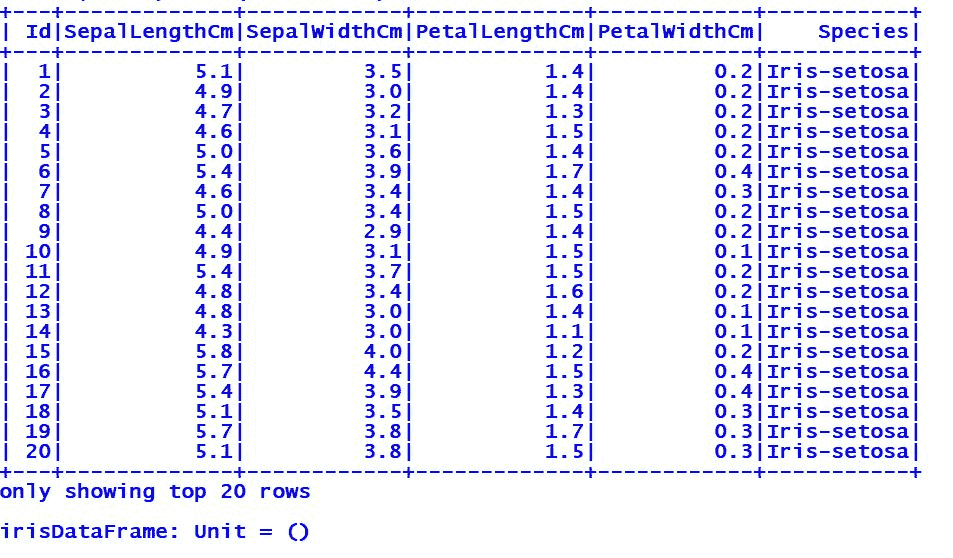 +---+-------------+------------+-------------+------------+-----------+
| Id|SepalLengthCm|SepalWidthCm|PetalLengthCm|PetalWidthCm|    Species|
+---+-------------+------------+-------------+------------+-----------+
|  1|          5.1|         3.5|          1.4|         0.2|Iris-setosa|
|  2|          4.9|         3.0|          1.4|         0.2|Iris-setosa|
|  3|          4.7|         3.2|          1.3|         0.2|Iris-setosa|
|  4|          4.6|         3.1|          1.5|         0.2|Iris-setosa|
|  5|          5.0|         3.6|          1.4|         0.2|Iris-setosa|
|  6|          5.4|         3.9|          1.7|         0.4|Iris-setosa|
|  7|          4.6|         3.4|          1.4|         0.3|Iris-setosa|
|  8|          5.0|         3.4|          1.5|         0.2|Iris-setosa|
|  9|          4.4|         2.9|          1.4|         0.2|Iris-setosa|
| 10|          4.9|         3.1|          1.5|         0.1|Iris-setosa|
| 11|          5.4|         3.7|          1.5|         0.2|Iris-setosa|
| 12|          4.8|         3.4|          1.6|         0.2|Iris-setosa|
| 13|          4.8|         3.0|          1.4|         0.1|Iris-setosa|
| 14|          4.3|         3.0|          1.1|         0.1|Iris-setosa|
| 15|          5.8|         4.0|          1.2|         0.2|Iris-setosa|
| 16|          5.7|         4.4|          1.5|         0.4|Iris-setosa|
| 17|          5.4|         3.9|          1.3|         0.4|Iris-setosa|
| 18|          5.1|         3.5|          1.4|         0.3|Iris-setosa|
| 19|          5.7|         3.8|          1.7|         0.3|Iris-setosa|
| 20|          5.1|         3.8|          1.5|         0.3|Iris-setosa|
+---+-------------+------------+-------------+------------+-----------+
only showing top 20 rows
irisDataFrame: Unit = ()